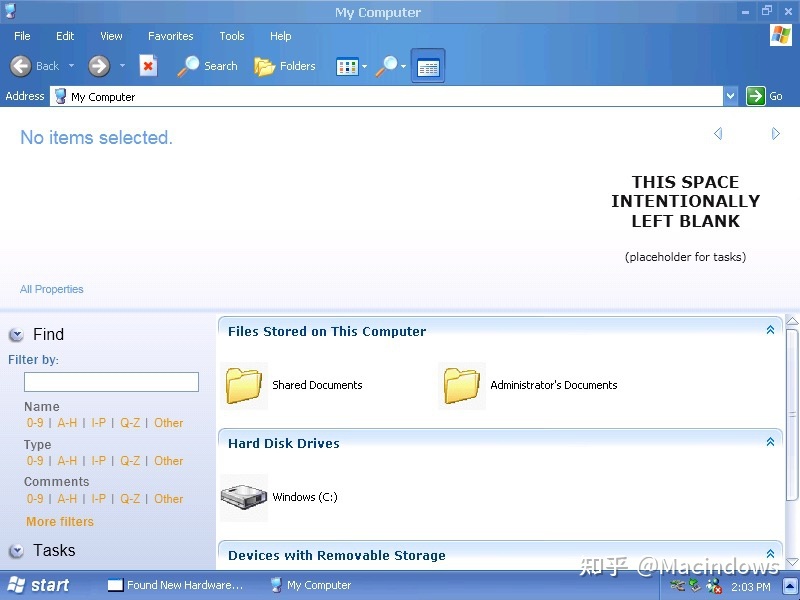 My Computer
File Edit View Favorites Tools Help
Back Search Folders
Address My Computer Go
No items selected.
THIS SPACE
INTENTIONALLY
LEFT BLANK
(placeholder for tasks)
All Properties
Find
Filter by:
Name
0-9 | A-H | I-P | Q-Z | Other
Type
0-9 | A-H | I-P | Q-Z | Other
Comments
0-9 | A-H | I-P | Q-Z | Other
More filters
Tasks
Files Stored on This Computer
Shared Documents Administrator's Documents
Hard Disk Drives
Windows (C:)
Devices with Removable Storage
知乎 @Macindows
start Found New Hardware... My Computer 2:03 PM